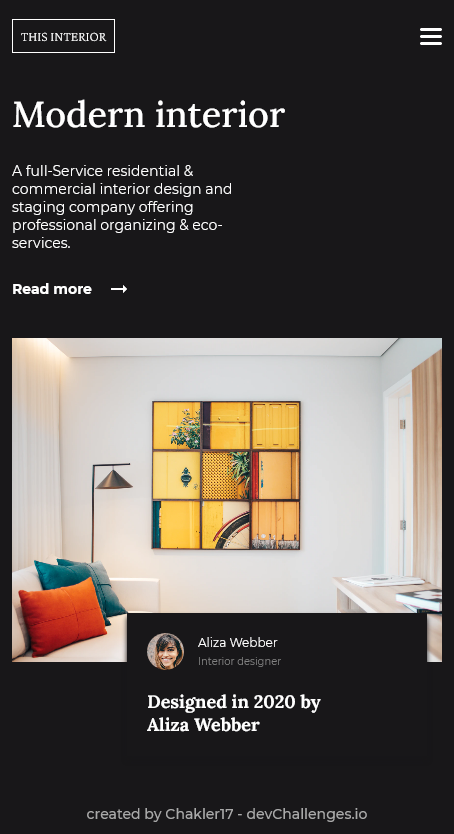 THIS INTERIOR
Modern interior
A full-Service residential &
commercial interior design and
staging company offering
professional organizing & eco-
services.
Read more
Aliza Webber
Interior designer
Designed in 2020 by
Aliza Webber
created by Chakler17 - devChallenges.io